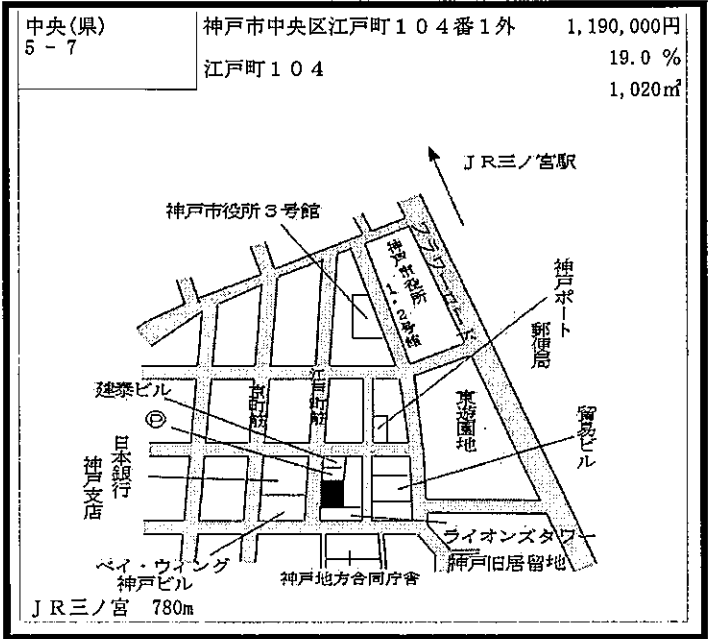 中央(県)
5-7
神戸市中央区江戸町104番1外
1,190,000円
江戸町104
19.0 %
1,020㎡
JR三ノ宮駅
神戸市役所3号館
神戸市役所
1・2号館
フラワーロード
神戸ポート
郵便局
建泰ビル
京町筋
江戸町筋
東遊園地
貿易ビル
P
日本銀行
神戸支店
ライオンズタワー
神戸旧居留地
ベイ・ウィング
神戸ビル
神戸地方合同庁舎
JR三ノ宮 780m